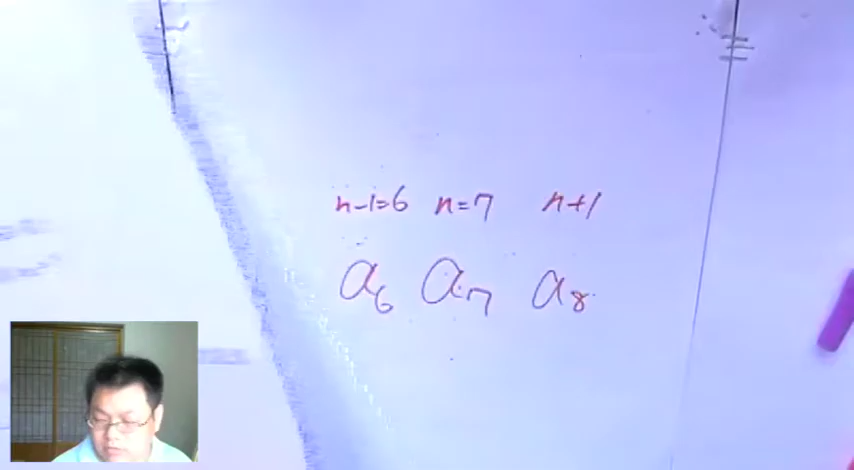 n-1=6 n=7 n+1
a₆ a₇ a₈